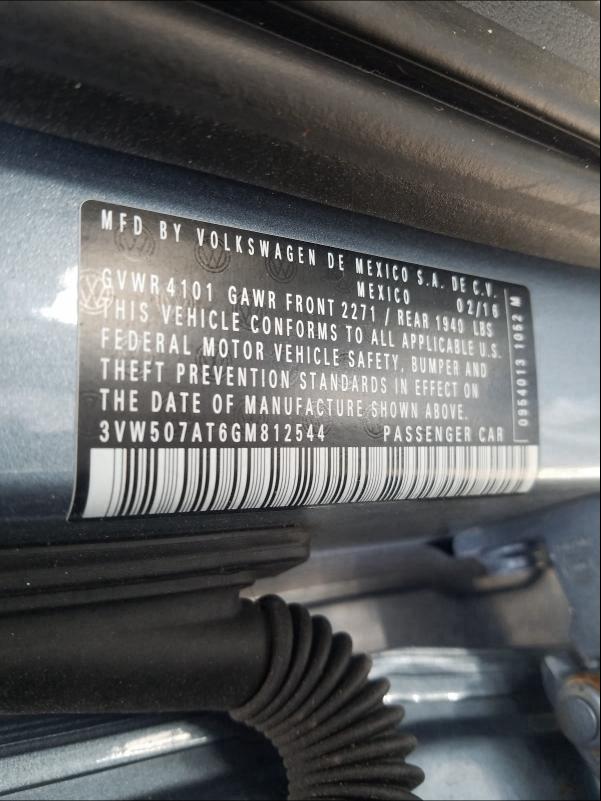 MFD BY VOLKSWAGEN DE MEXICO S.A. DE C.V.
MEXICO 02/16
GVWR 4101 GAWR FRONT 2271 / REAR 1940 LBS
THIS VEHICLE CONFORMS TO ALL APPLICABLE U.S.
FEDERAL MOTOR VEHICLE SAFETY, BUMPER AND
THEFT PREVENTION STANDARDS IN EFFECT ON
THE DATE OF MANUFACTURE SHOWN ABOVE.
3VW507AT6GM812544 PASSENGER CAR
0954013 1052 M